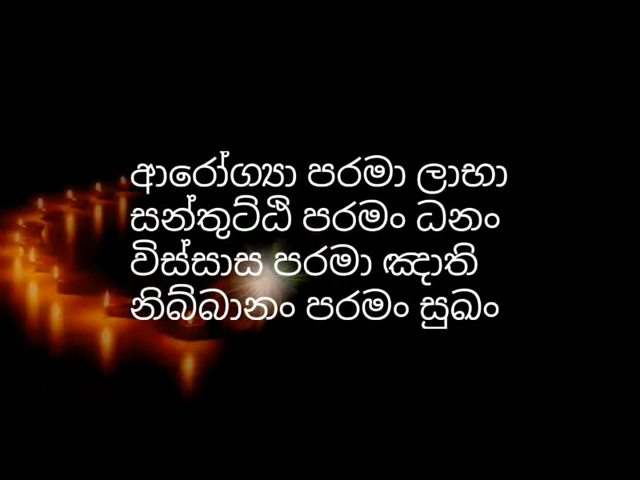 ආරෝග්‍යා පරමා ලාභා
සන්තුට්ඨි පරමං ධනං
විස්සාස පරමා ඤාති
නිබ්බානං පරමං සුඛං